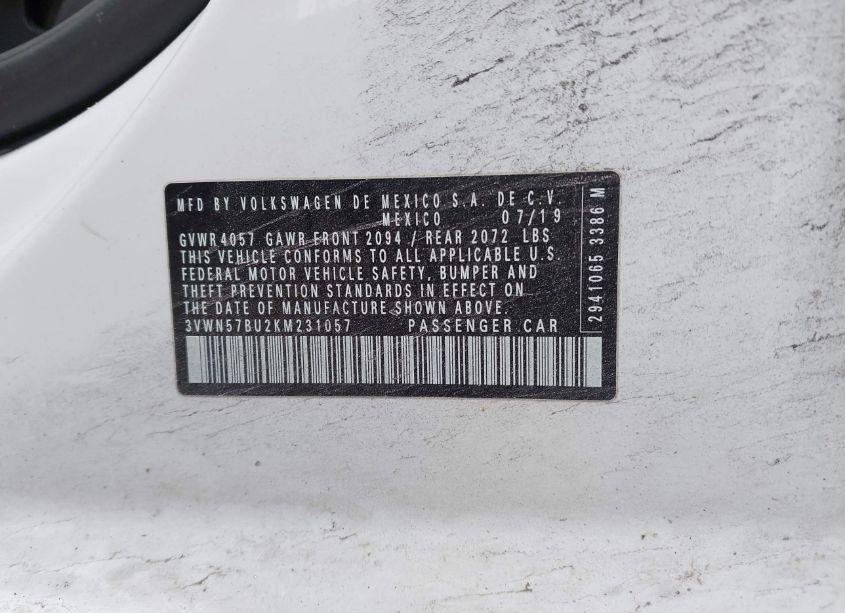 MFD BY VOLKSWAGEN DE MEXICO S.A. DE C.V.
MEXICO 07/19
GVWR 4057 GAWR FRONT 2094 / REAR 2072 LBS
THIS VEHICLE CONFORMS TO ALL APPLICABLE U.S.
FEDERAL MOTOR VEHICLE SAFETY, BUMPER AND
THEFT PREVENTION STANDARDS IN EFFECT ON
THE DATE OF MANUFACTURE SHOWN ABOVE.
3VWN57BU2KM231057 PASSENGER CAR
2941065 3386 M